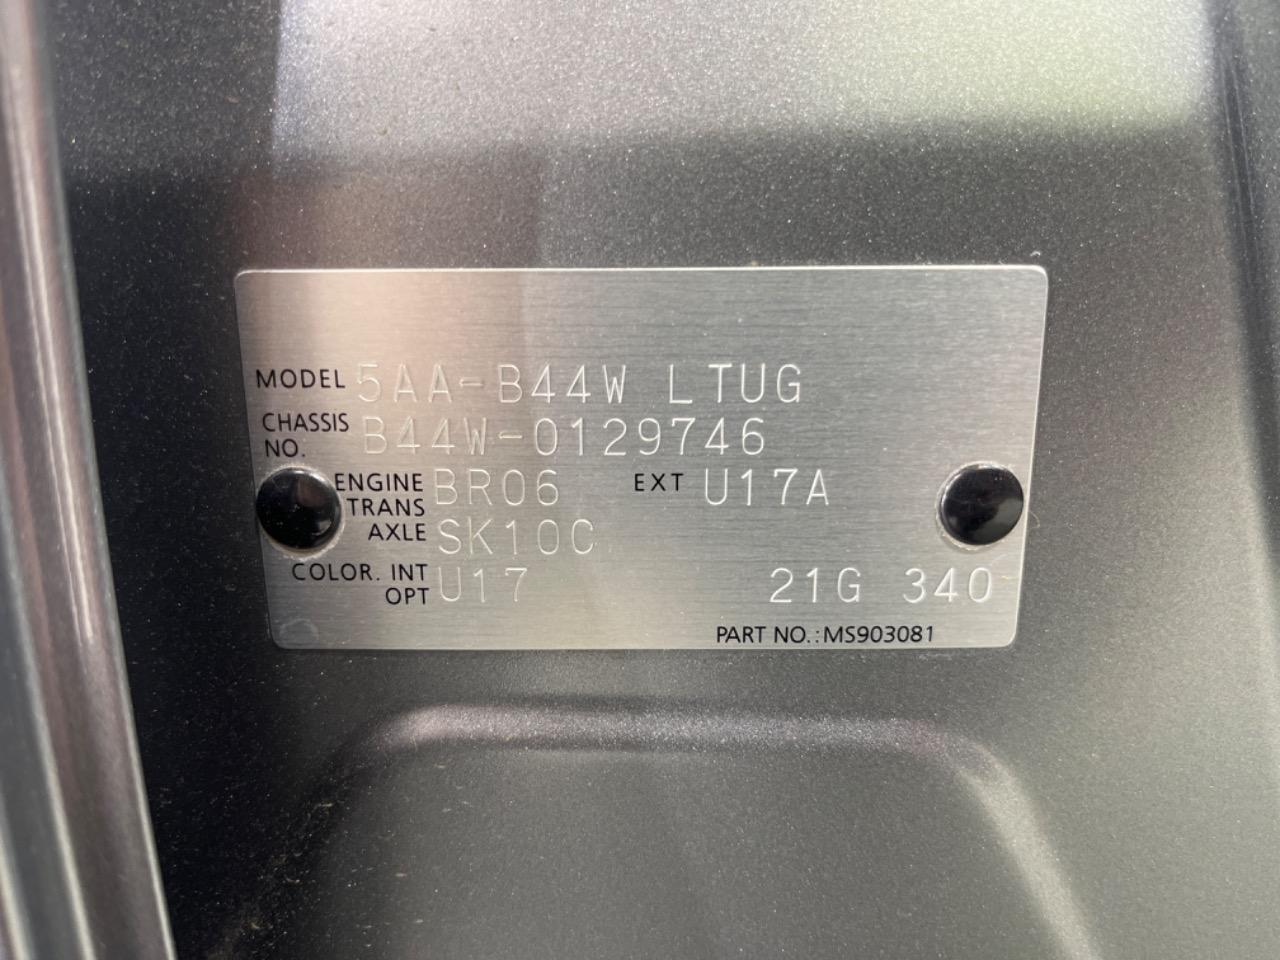 MODEL 5AA-B44W LTUG
CHASSIS NO. B44W-0129746
ENGINE BR06 EXT U17A
TRANS AXLE SK10C
COLOR. INT OPT U17 21G 340
PART NO.:MS903081